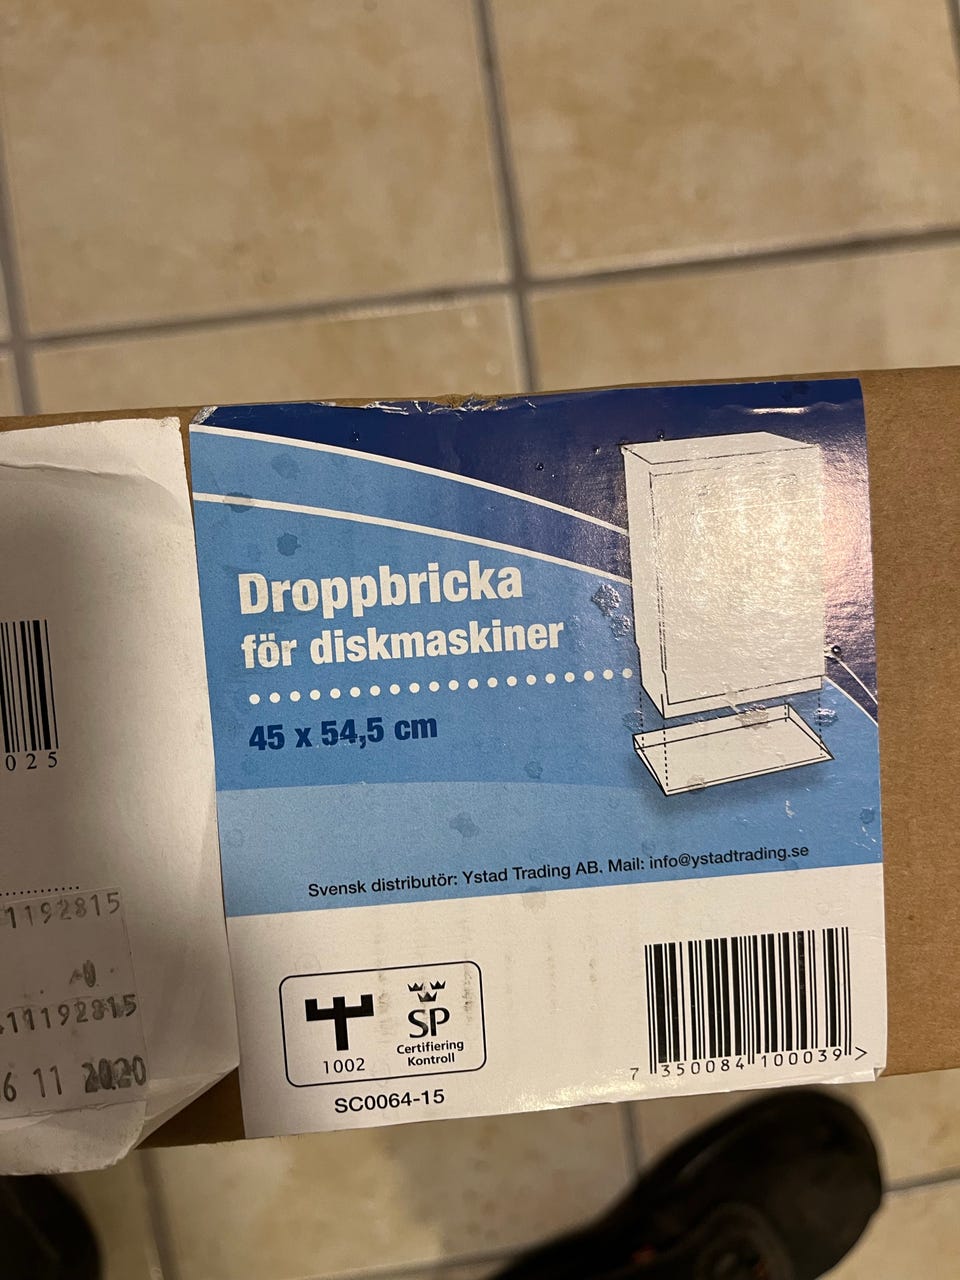 Droppbricka
för diskmaskiner
45 x 54,5 cm
Svensk distributör: Ystad Trading AB. Mail: info@ystadtrading.se
1002
SP
Certifiering
Kontroll
SC0064-15
7 350084 100039 >
025
1192815
11192815
6 11 2020